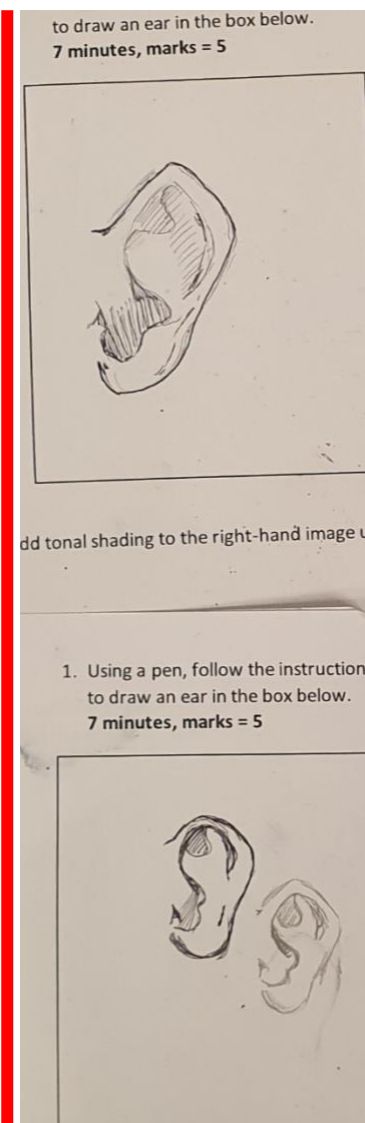 to draw an ear in the box below.
7 minutes, marks = 5
dd tonal shading to the right-hand image u
1. Using a pen, follow the instruction
to draw an ear in the box below.
7 minutes, marks = 5